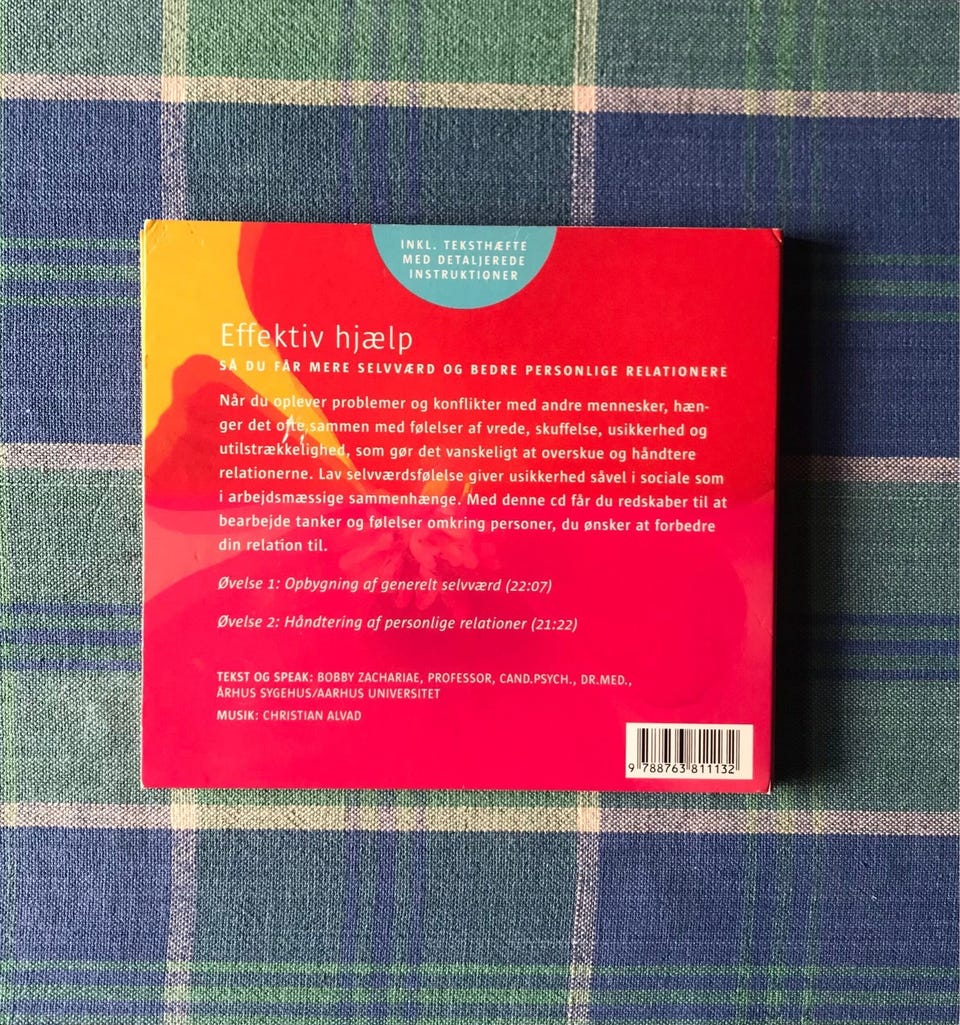 INKL. TEKSTHÆFTE
MED DETALJEREDE
INSTRUKTIONER
Effektiv hjælp
SÅ DU FÅR MERE SELVVÆRD OG BEDRE PERSONLIGE RELATIONERE
Når du oplever problemer og konflikter med andre mennesker, hæn-
ger det ofte sammen med følelser af vrede, skuffelse, usikkerhed og
utilstrækkelighed, som gør det vanskeligt at overskue og håndtere
relationerne. Lav selvværdsfølelse giver usikkerhed såvel i sociale som
i arbejdsmæssige sammenhænge. Med denne cd får du redskaber til at
bearbejde tanker og følelser omkring personer, du ønsker at forbedre
din relation til.
Øvelse 1: Opbygning af generelt selvværd (22:07)
Øvelse 2: Håndtering af personlige relationer (21:22)
TEKST OG SPEAK: BOBBY ZACHARIAE, PROFESSOR, CAND.PSYCH., DR.MED.,
ÅRHUS SYGEHUS/AARHUS UNIVERSITET
MUSIK: CHRISTIAN ALVAD
9 788763 811132